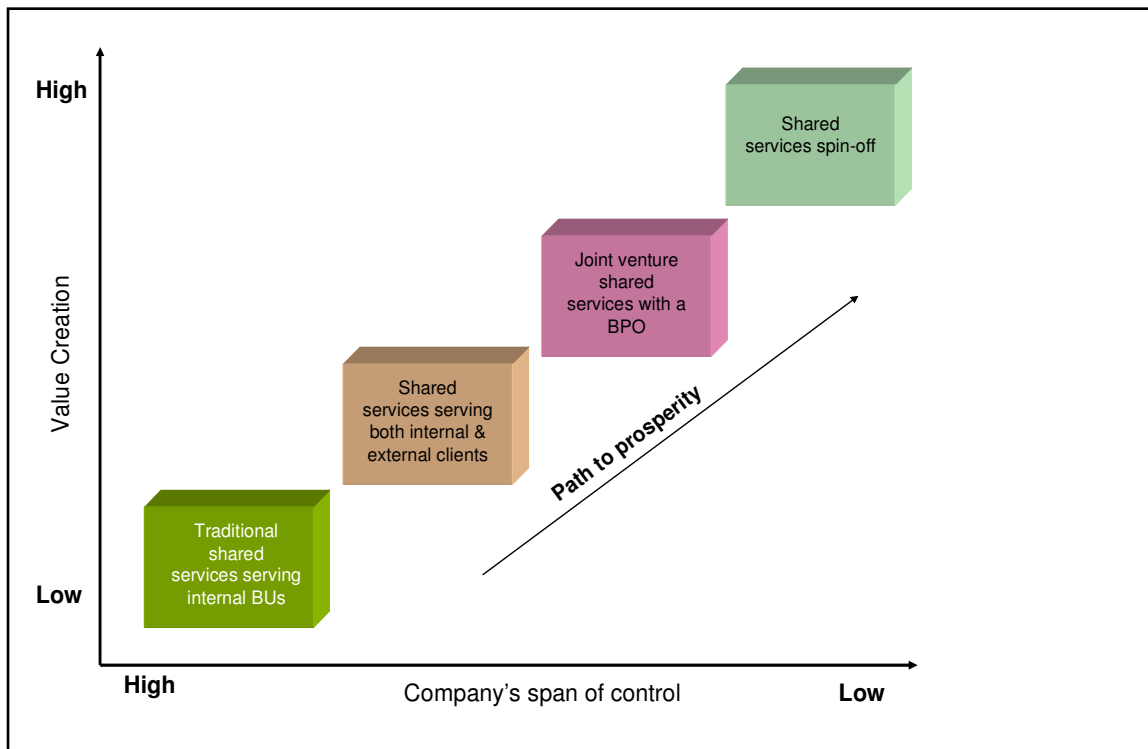 High
Shared
services spin-off
Joint venture
shared
services with a
BPO
Value Creation
Shared
services serving
both internal &
external clients
Path to prosperity
Traditional
shared
services serving
internal BUs
Low
High
Company’s span of control
Low